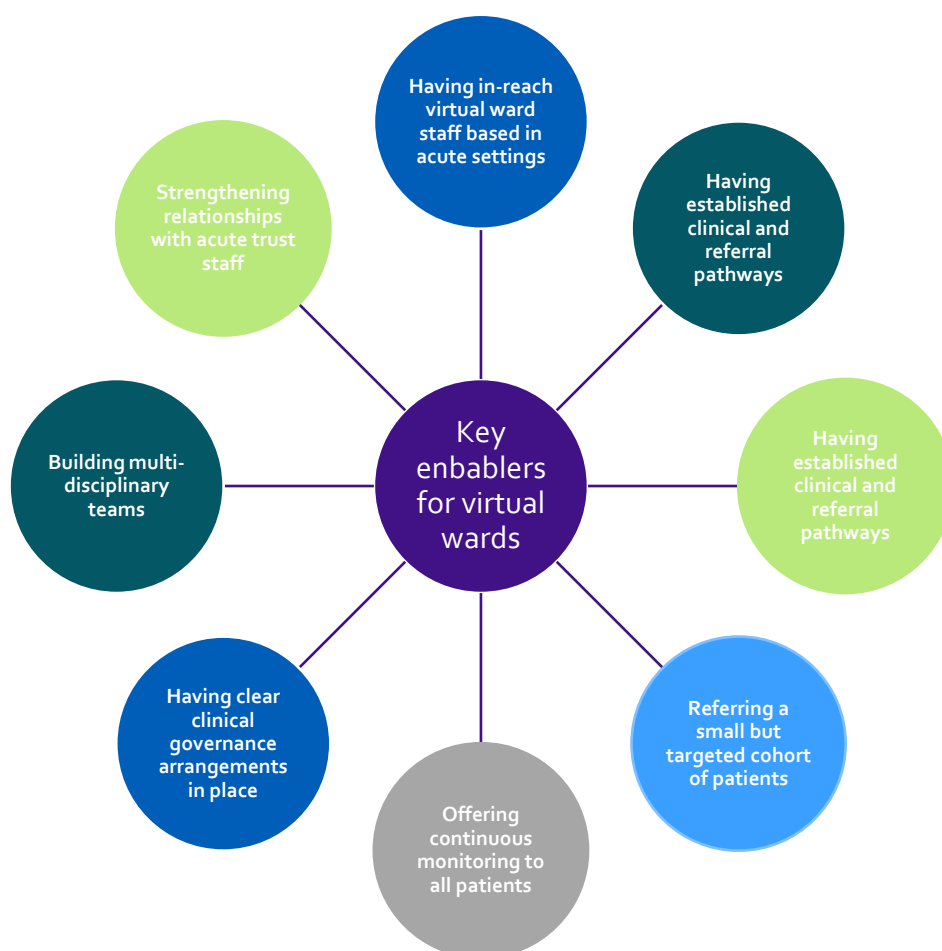 Key
enbablers
for virtual
wards
Having in-reach
virtual ward
staff based in
acute settings
Having
established
clinical and
referral
pathways
Having
established
clinical and
referral
pathways
Referring a
small but
targeted cohort
of patients
Offering
continuous
monitoring to
all patients
Having clear
clinical
governance
arrangements
in place
Building multi-
disciplinary
teams
Strengthening
relationships
with acute trust
staff